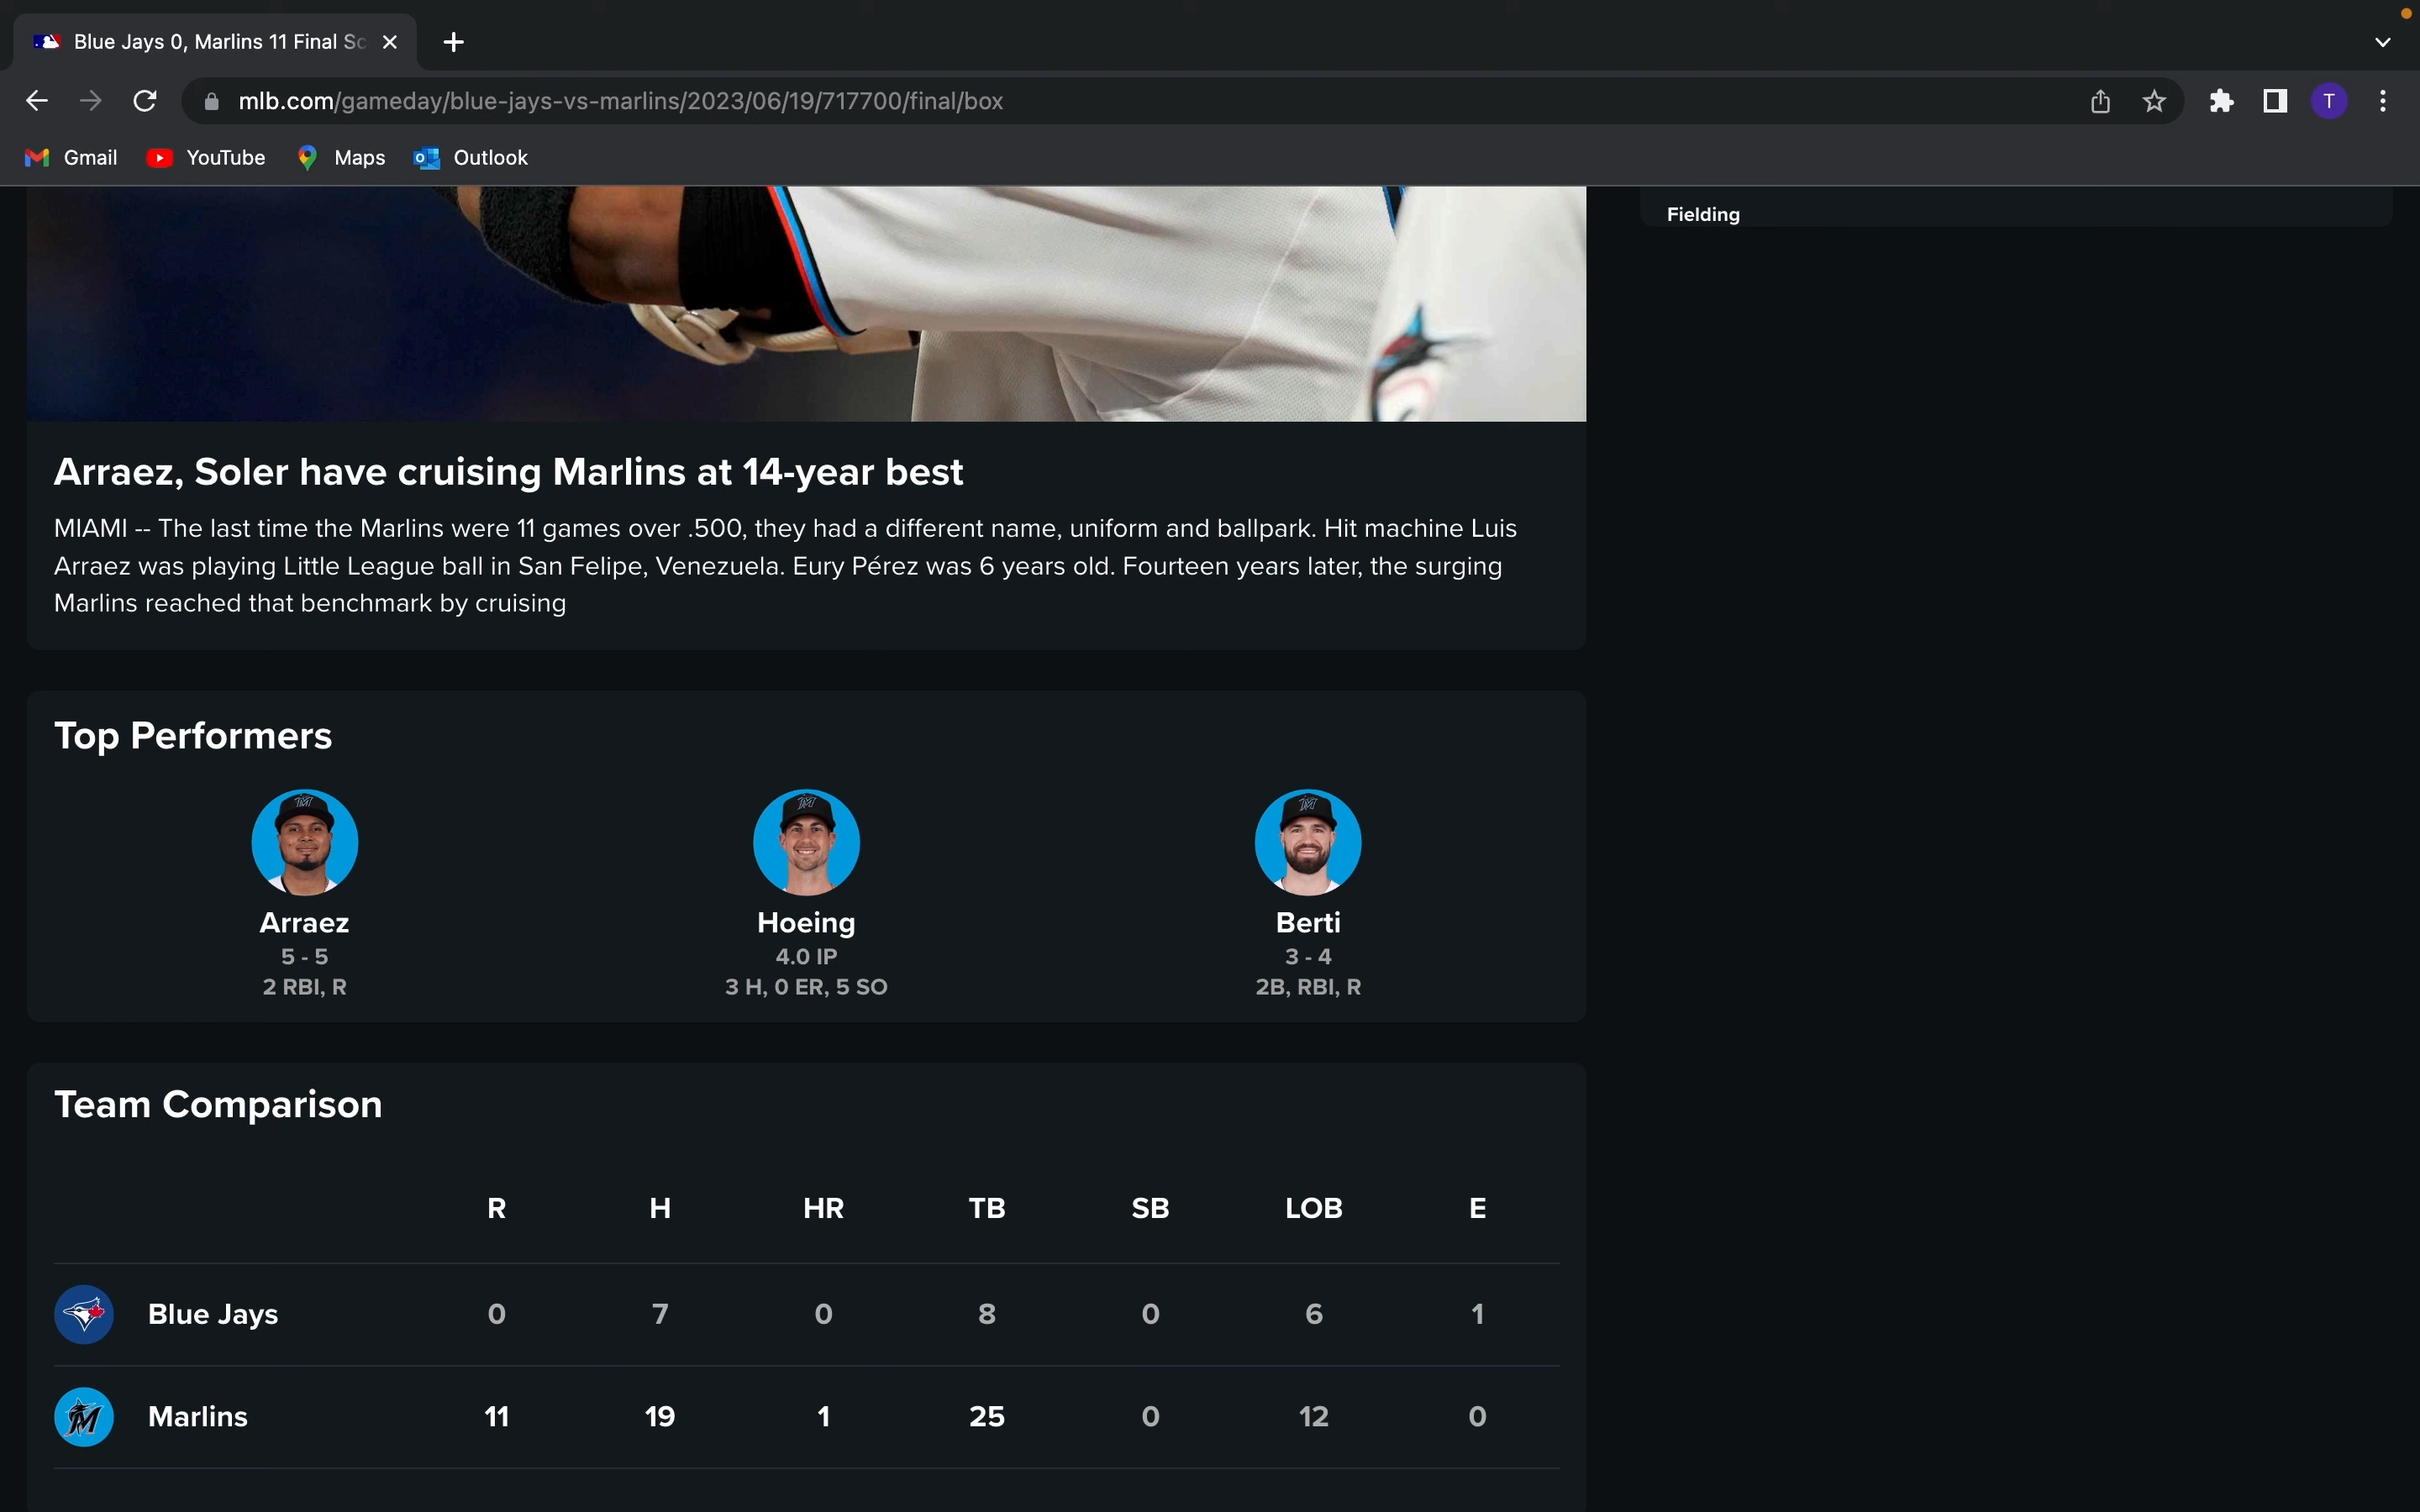 Blue Jays 0, Marlins 11 Final Sc
mlb.com/gameday/blue-jays-vs-marlins/2023/06/19/717700/final/box
T
Gmail YouTube Maps Outlook
Fielding
Arraez, Soler have cruising Marlins at 14-year best
MIAMI -- The last time the Marlins were 11 games over .500, they had a different name, uniform and ballpark. Hit machine Luis
Arraez was playing Little League ball in San Felipe, Venezuela. Eury Pérez was 6 years old. Fourteen years later, the surging
Marlins reached that benchmark by cruising
Top Performers
Arraez Hoeing Berti
5 - 5 4.0 IP 3 - 4
2 RBI, R 3 H, 0 ER, 5 SO 2B, RBI, R
Team Comparison
R H HR TB SB LOB E
Blue Jays 0 7 0 8 0 6 1
Marlins 11 19 1 25 0 12 0